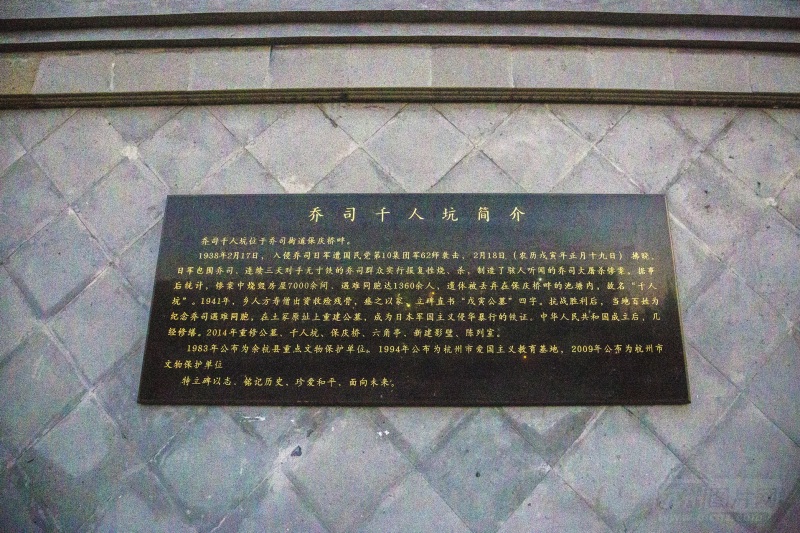 乔司千人坑简介
乔司千人坑位于乔司街道保庆桥畔。
1938年2月17日，入侵乔司日军遭国民党第10集团军62师袭击，2月18日（农历戊寅年正月十九日）拂晓，
日军包围乔司，连续三天对手无寸铁的乔司群众实行报复性烧、杀，制造了骇人听闻的乔司大屠杀惨案。据事
后统计，惨案中烧毁房屋7000余间，遇难同胞达1360余人，遗体被丢弃在保庆桥畔的池塘内，故名“千人
坑”。1941年，乡人方寿僧出资收殓残骨，瘗之以冢，立碑直书“戊寅公墓”四字。抗战胜利后，当地百姓为
纪念乔司遇难同胞，在土冢原址上重建公墓，成为日本军国主义侵华暴行的铁证。中华人民共和国成立后，几
经修缮。2014年重修公墓、千人坑、保庆桥、六角亭、新建影壁、陈列室。
1983年公布为余杭县重点文物保护单位。1994年公布为杭州市爱国主义教育基地，2009年公布为杭州市
文物保护单位
特立碑以志，铭记历史、珍爱和平、面向未来。